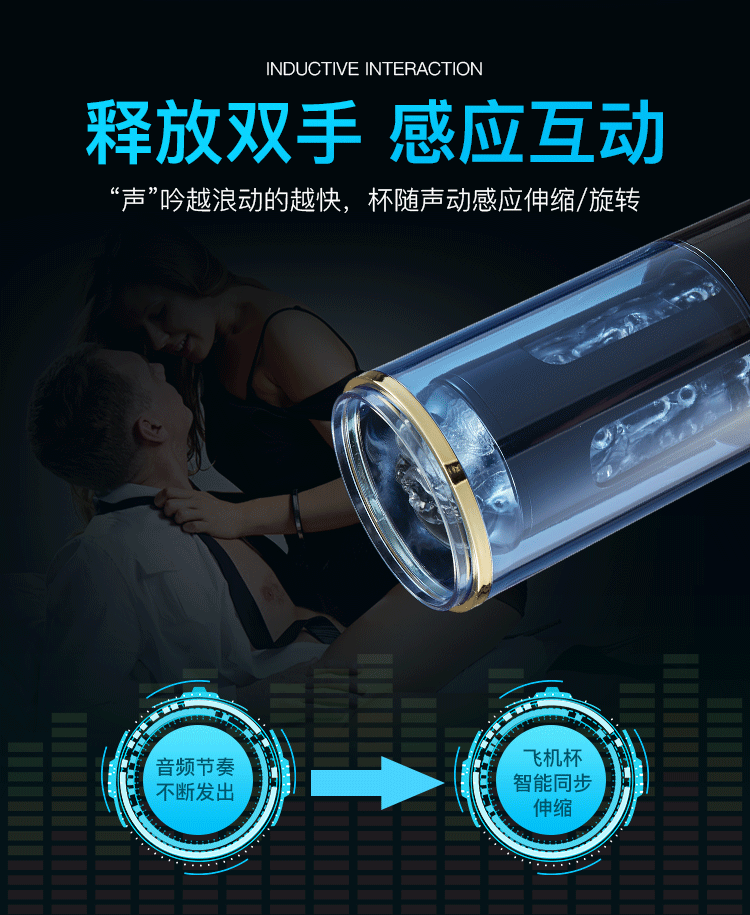 INDUCTIVE INTERACTION
释放双手 感应互动
“声”吟越浪动的越快，杯随声动感应伸缩/旋转
音频节奏
不断发出
飞机杯
智能同步
伸缩